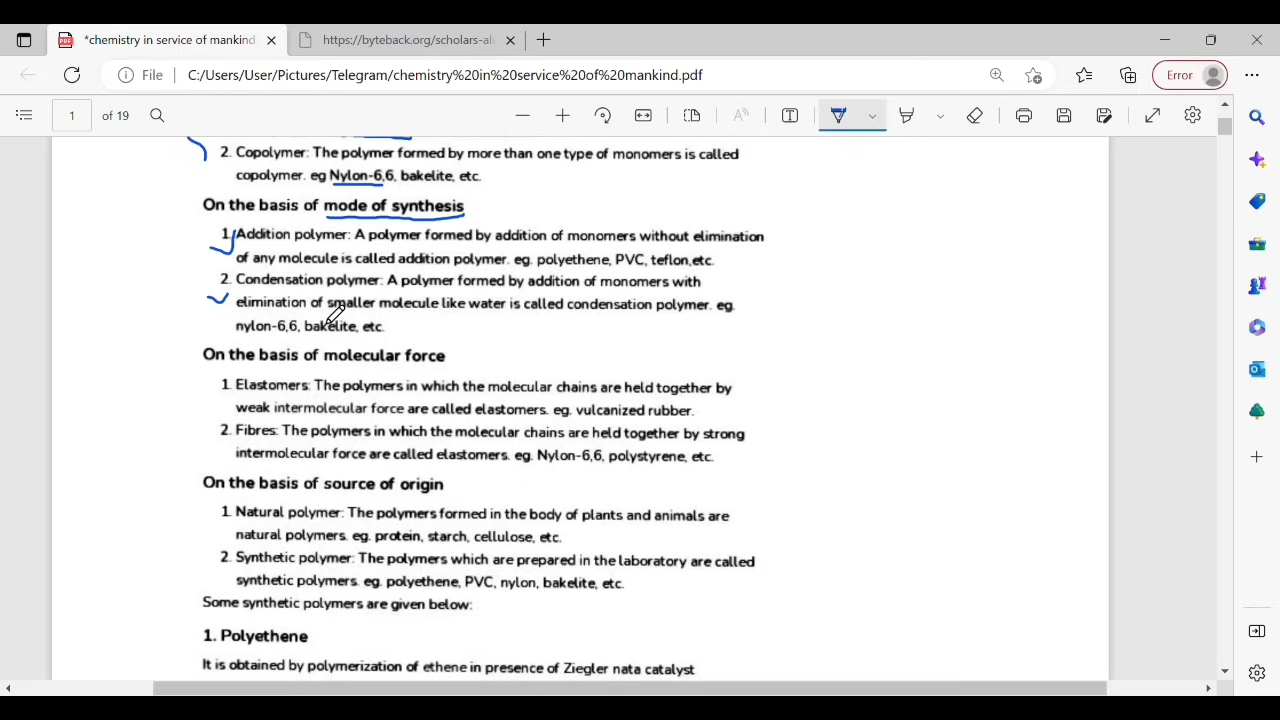 *chemistry in service of mankind
https://byteback.org/scholars-al
File
C:/Users/User/Pictures/Telegram/chemistry%20in%20service%20of%20mankind.pdf
Error
1 of 19
2. Copolymer: The polymer formed by more than one type of monomers is called
copolymer. eg Nylon-6,6, bakelite, etc.
On the basis of mode of synthesis
1. Addition polymer: A polymer formed by addition of monomers without elimination
of any molecule is called addition polymer. eg. polyethene, PVC, teflon,etc.
2. Condensation polymer: A polymer formed by addition of monomers with
elimination of smaller molecule like water is called condensation polymer. eg.
nylon-6,6, bakelite, etc.
On the basis of molecular force
1. Elastomers: The polymers in which the molecular chains are held together by
weak intermolecular force are called elastomers. eg. vulcanized rubber.
2. Fibres: The polymers in which the molecular chains are held together by strong
intermolecular force are called elastomers. eg. Nylon-6,6, polystyrene, etc.
On the basis of source of origin
1. Natural polymer: The polymers formed in the body of plants and animals are
natural polymers. eg. protein, starch, cellulose, etc.
2. Synthetic polymer: The polymers which are prepared in the laboratory are called
synthetic polymers. eg. polyethene, PVC, nylon, bakelite, etc.
Some synthetic polymers are given below:
1. Polyethene
It is obtained by polymerization of ethene in presence of Ziegler nata catalyst